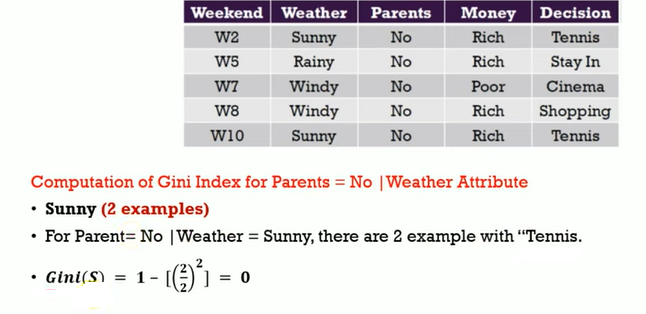 Weekend Weather Parents Money Decision
W2 Sunny No Rich Tennis
W5 Rainy No Rich Stay In
W7 Windy No Poor Cinema
W8 Windy No Rich Shopping
W10 Sunny No Rich Tennis
Computation of Gini Index for Parents = No |Weather Attribute
• Sunny (2 examples)
• For Parent= No |Weather = Sunny, there are 2 example with “Tennis.
• Gini(S) = 1 - [(2/2)²] = 0